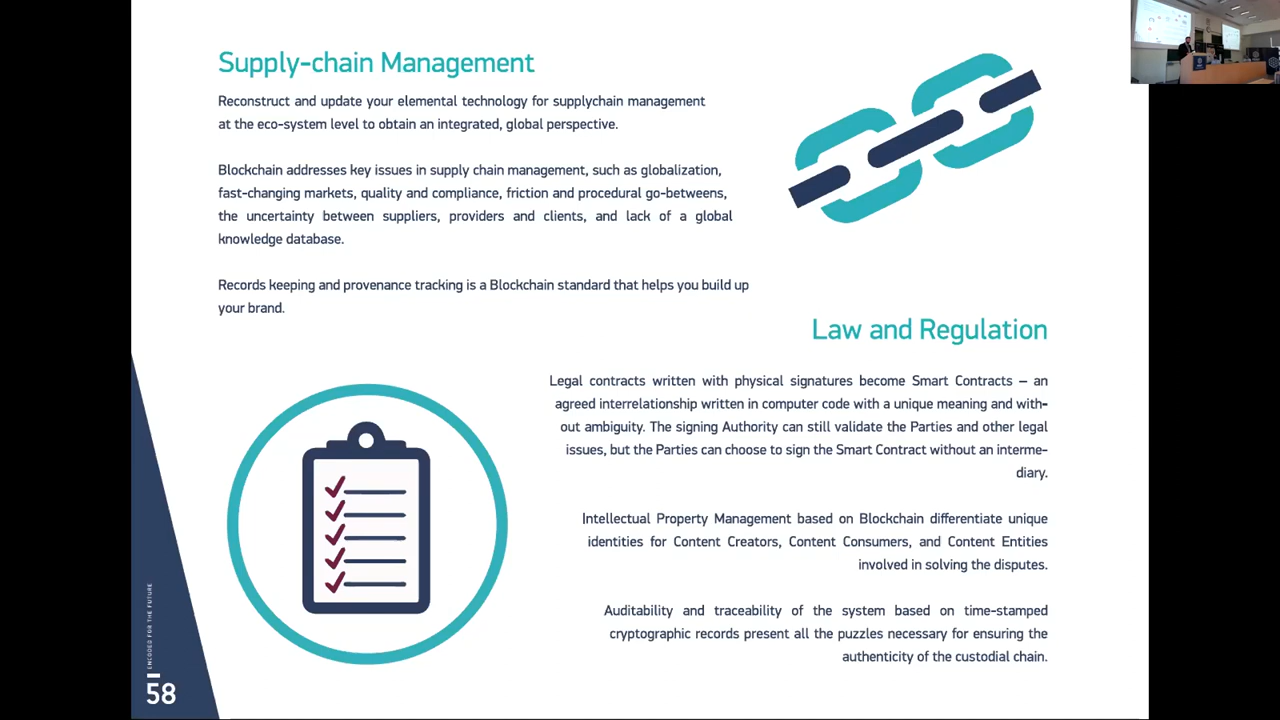 Supply-chain Management
Reconstruct and update your elemental technology for supplychain management
at the eco-system level to obtain an integrated, global perspective.
Blockchain addresses key issues in supply chain management, such as globalization,
fast-changing markets, quality and compliance, friction and procedural go-betweens,
the uncertainty between suppliers, providers and clients, and lack of a global
knowledge database.
Records keeping and provenance tracking is a Blockchain standard that helps you build up
your brand.
Law and Regulation
Legal contracts written with physical signatures become Smart Contracts – an
agreed interrelationship written in computer code with a unique meaning and with-
out ambiguity. The signing Authority can still validate the Parties and other legal
issues, but the Parties can choose to sign the Smart Contract without an interme-
diary.
Intellectual Property Management based on Blockchain differentiate unique
identities for Content Creators, Content Consumers, and Content Entities
involved in solving the disputes.
Auditability and traceability of the system based on time-stamped
cryptographic records present all the puzzles necessary for ensuring the
authenticity of the custodial chain.
ENCODED FOR THE FUTURE
58